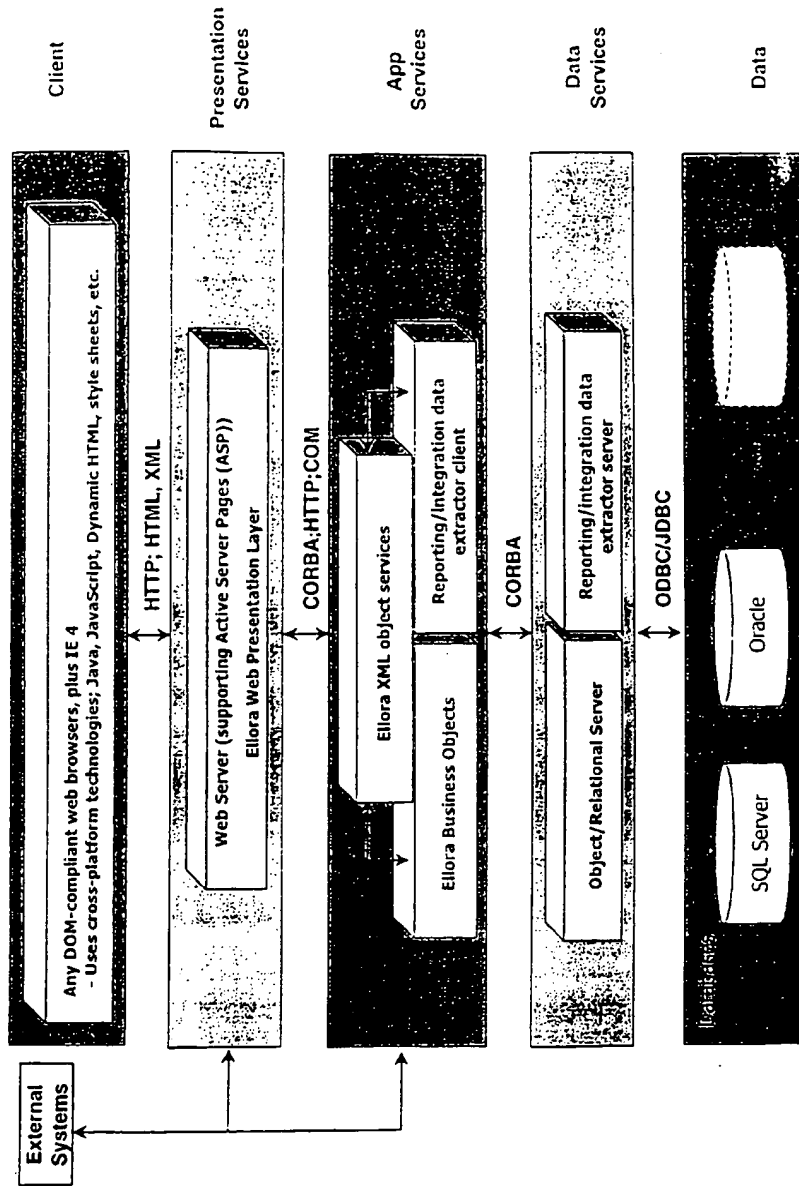 Client
Any DOM-compliant web browsers, plus IE 4
- Uses cross-platform technologies; Java, JavaScript, Dynamic HTML, style sheets, etc.
External
Systems
HTTP; HTML, XML
Presentation
Services
Web Server (supporting Active Server Pages (ASP))
Ellora Web Presentation Layer
CORBA;HTTP;COM
App
Services
Ellora XML object services
Ellora Business Objects
Reporting/Integration data
extractor client
CORBA
Data
Services
Object/Relational Server
Reporting/integration data
extractor server
ODBC/JDBC
Data
SQL Server
Oracle